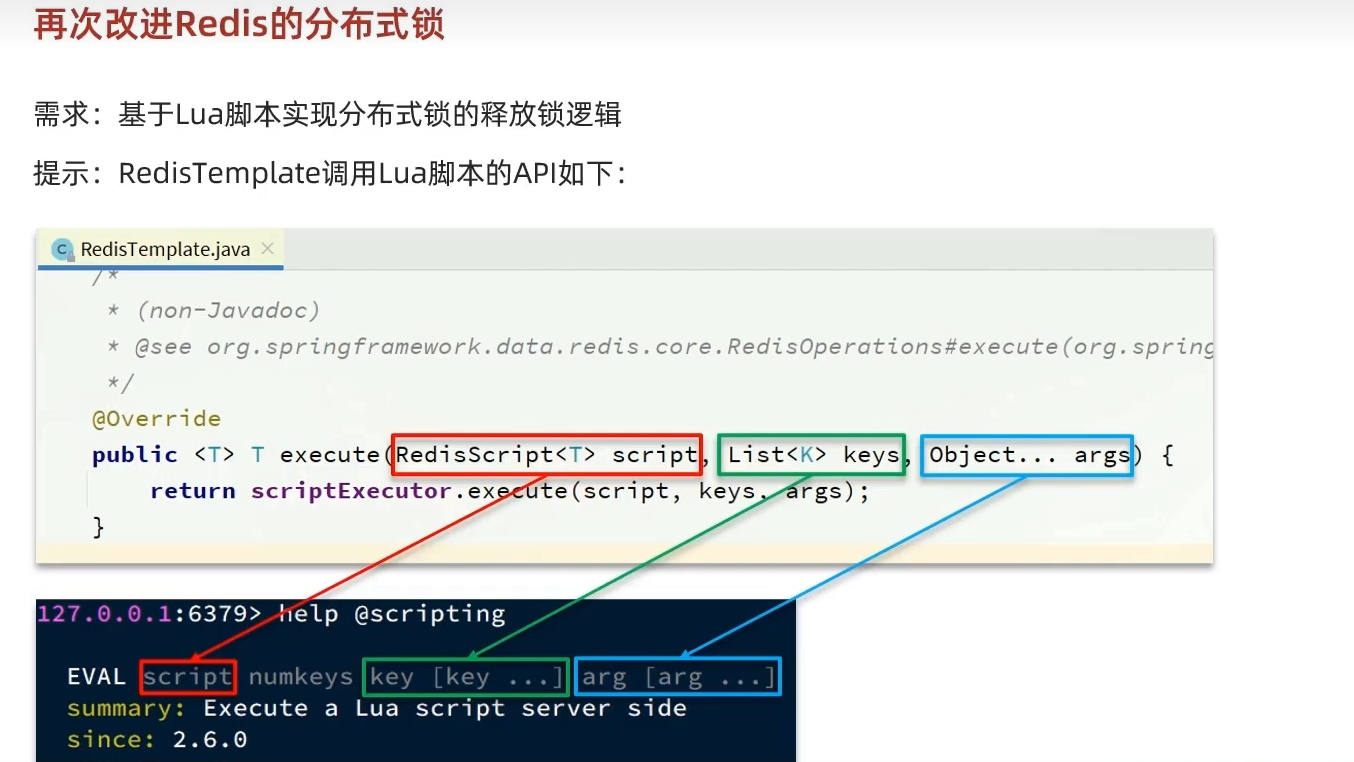 再次改进Redis的分布式锁
需求：基于Lua脚本实现分布式锁的释放锁逻辑
提示：RedisTemplate调用Lua脚本的API如下：
RedisTemplate.java
/*
* (non-Javadoc)
* @see org.springframework.data.redis.core.RedisOperations#execute(org.spring
*/
@Override
public <T> T execute(RedisScript<T> script, List<K> keys, Object... args) {
return scriptExecutor.execute(script, keys, args);
}
127.0.0.1:6379> help @scripting
EVAL script numkeys key [key ...] arg [arg ...]
summary: Execute a Lua script server side
since: 2.6.0